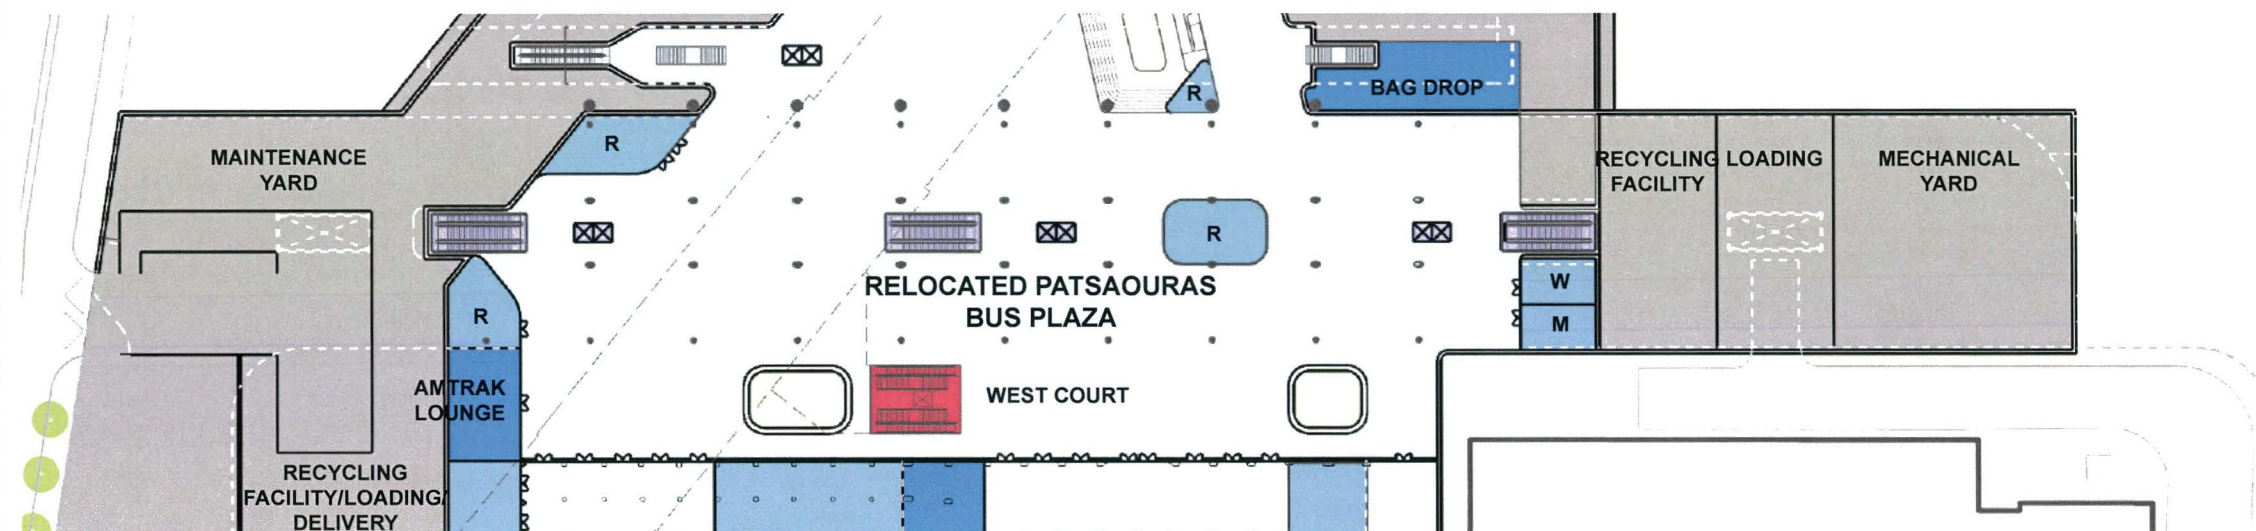 BAG DROP
R
R
MAINTENANCE
YARD
RECYCLING
FACILITY
LOADING
MECHANICAL
YARD
R
RELOCATED PATSAOURAS
BUS PLAZA
W
M
R
AMTRAK
LOUNGE
WEST COURT
RECYCLING
FACILITY/LOADING/
DELIVERY